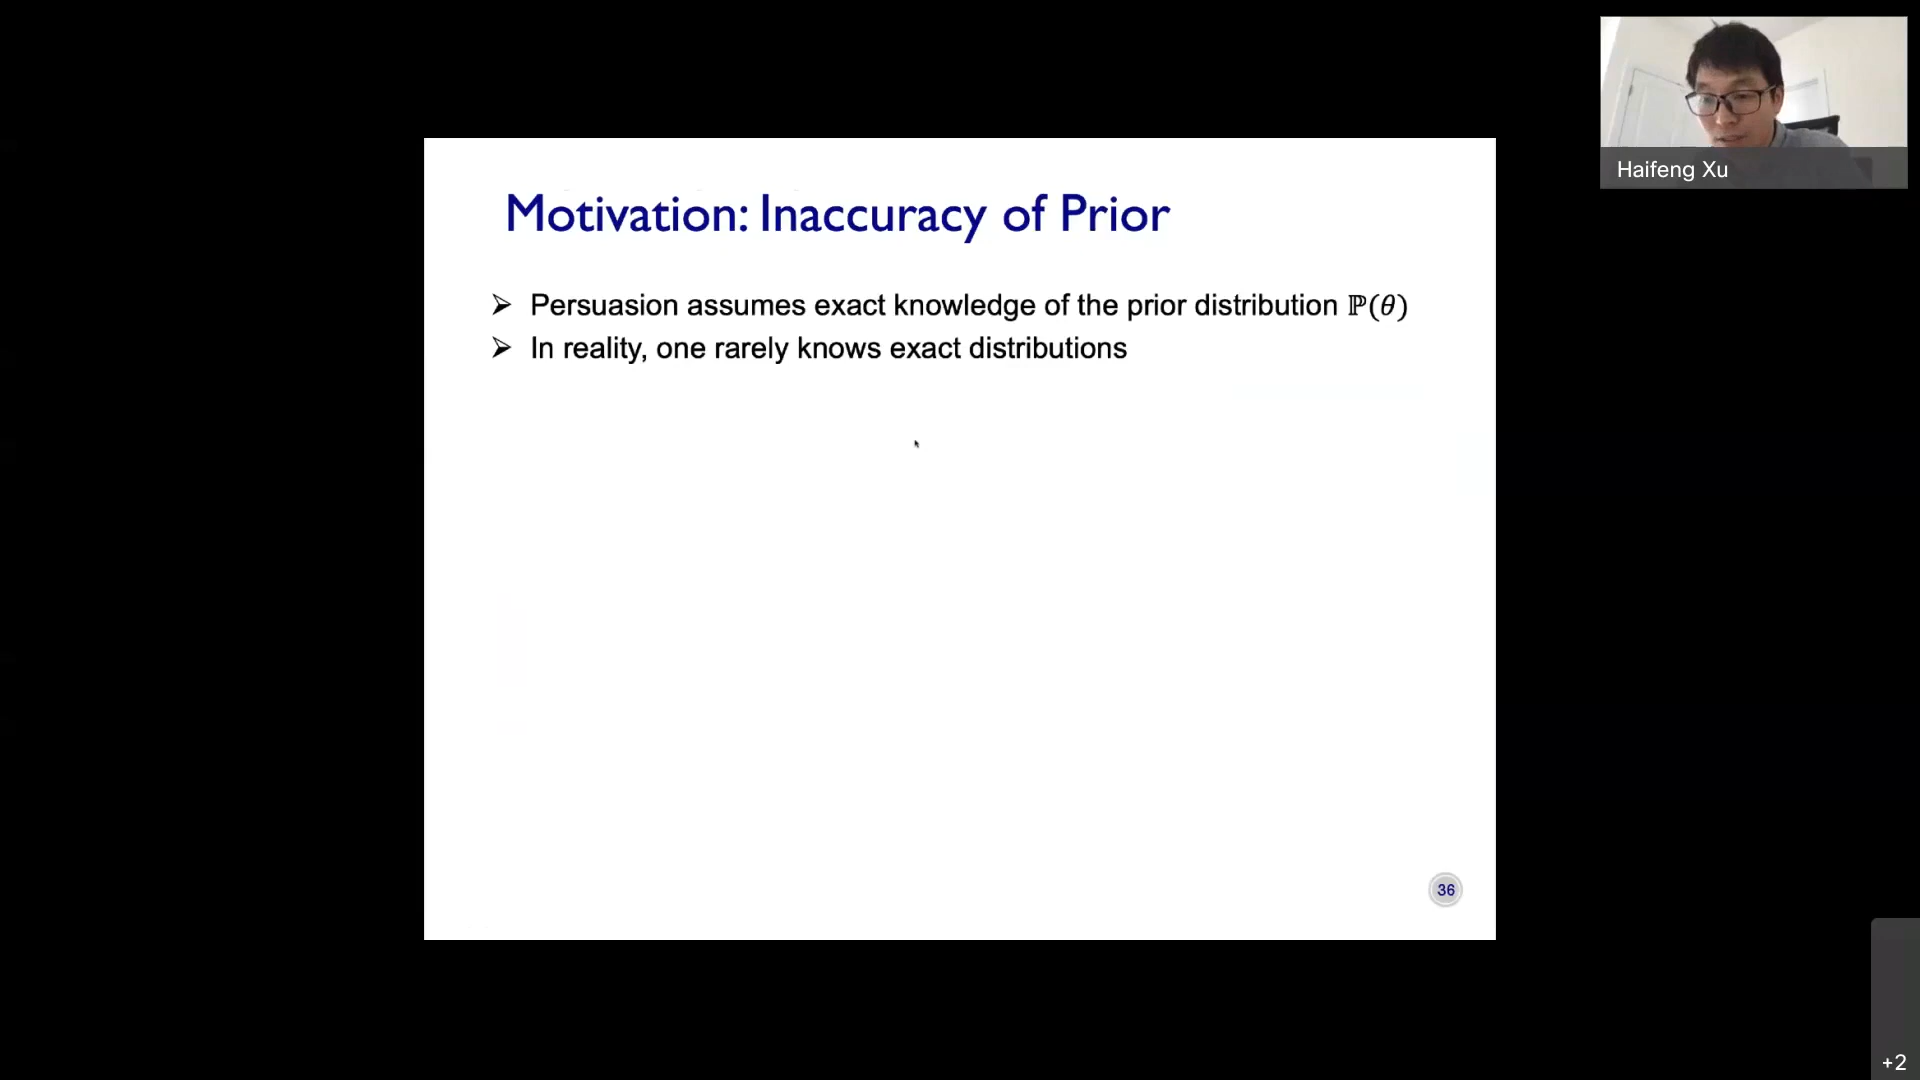 Haifeng Xu
Motivation: Inaccuracy of Prior
➢ Persuasion assumes exact knowledge of the prior distribution ℙ(θ)
➢ In reality, one rarely knows exact distributions
36
+2